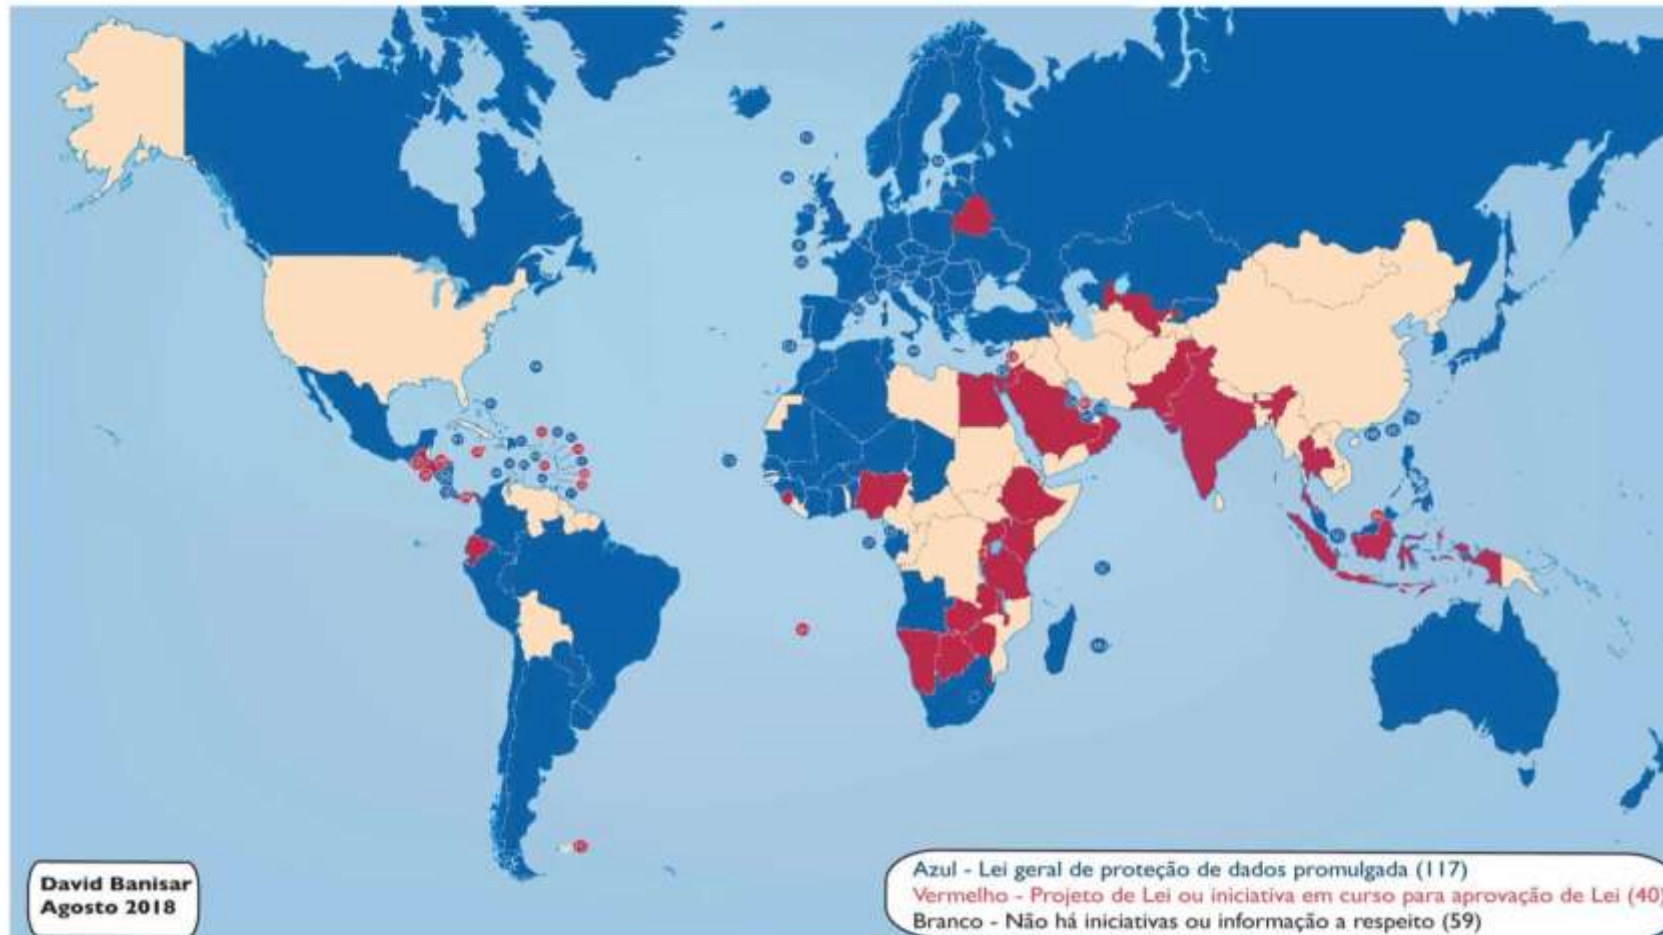 David Banisar
Agosto 2018
Azul - Lei geral de proteção de dados promulgada (117)
Vermelho - Projeto de Lei ou iniciativa em curso para aprovação de Lei (40)
Branco - Não há iniciativas ou informação a respeito (59)